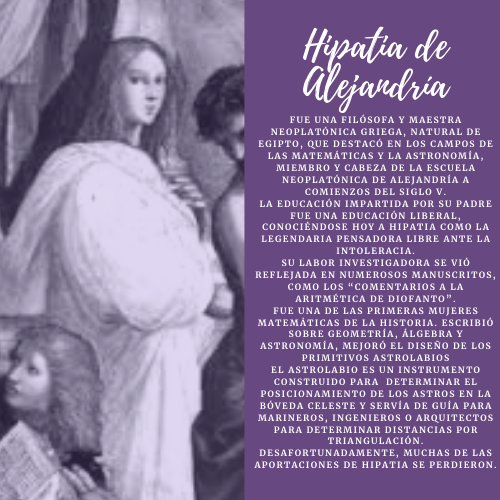 Hipatia de
Alejandría
FUE UNA FILÓSOFA Y MAESTRA
NEOPLATÓNICA GRIEGA, NATURAL DE
EGIPTO, QUE DESTACÓ EN LOS CAMPOS DE
LAS MATEMÁTICAS Y LA ASTRONOMÍA,
MIEMBRO Y CABEZA DE LA ESCUELA
NEOPLATÓNICA DE ALEJANDRÍA A
COMIENZOS DEL SIGLO V.
LA EDUCACIÓN IMPARTIDA POR SU PADRE
FUE UNA EDUCACIÓN LIBERAL,
CONOCIÉNDOSE HOY A HIPATIA COMO LA
LEGENDARIA PENSADORA LIBRE ANTE LA
INTOLERACIA.
SU LABOR INVESTIGADORA SE VIÓ
REFLEJADA EN NUMEROSOS MANUSCRITOS,
COMO LOS “COMENTARIOS A LA
ARITMÉTICA DE DIOFANTO”.
FUE UNA DE LAS PRIMERAS MUJERES
MATEMÁTICAS DE LA HISTORIA. ESCRIBIÓ
SOBRE GEOMETRÍA, ÁLGEBRA Y
ASTRONOMÍA, MEJORÓ EL DISEÑO DE LOS
PRIMITIVOS ASTROLABIOS
EL ASTROLABIO ES UN INSTRUMENTO
CONSTRUIDO PARA DETERMINAR EL
POSICIONAMIENTO DE LOS ASTROS EN LA
BÓVEDA CELESTE Y SERVÍA DE GUÍA PARA
MARINEROS, INGENIEROS O ARQUITECTOS
PARA DETERMINAR DISTANCIAS POR
TRIANGULACIÓN.
DESAFORTUNADAMENTE, MUCHAS DE LAS
APORTACIONES DE HIPATIA SE PERDIERON.